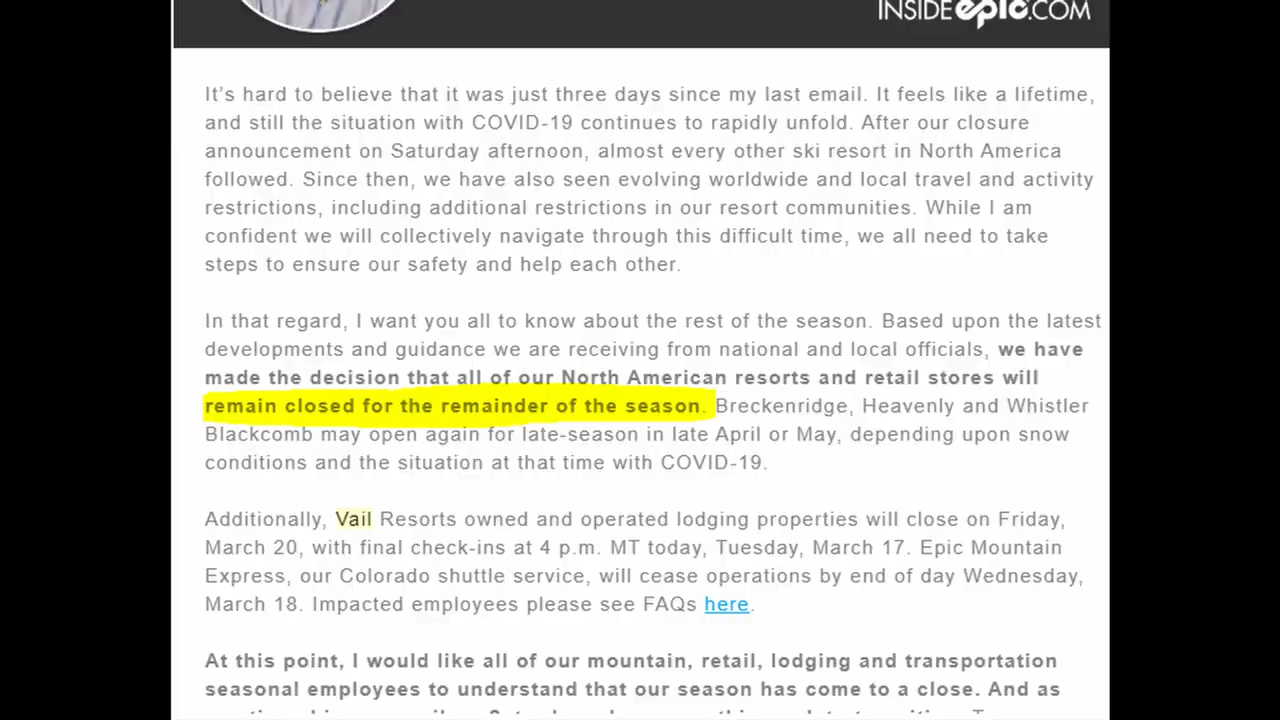 INSIDEepic.COM
It's hard to believe that it was just three days since my last email. It feels like a lifetime,
and still the situation with COVID-19 continues to rapidly unfold. After our closure
announcement on Saturday afternoon, almost every other ski resort in North America
followed. Since then, we have also seen evolving worldwide and local travel and activity
restrictions, including additional restrictions in our resort communities. While I am
confident we will collectively navigate through this difficult time, we all need to take
steps to ensure our safety and help each other.
In that regard, I want you all to know about the rest of the season. Based upon the latest
developments and guidance we are receiving from national and local officials, we have
made the decision that all of our North American resorts and retail stores will
remain closed for the remainder of the season. Breckenridge, Heavenly and Whistler
Blackcomb may open again for late-season in late April or May, depending upon snow
conditions and the situation at that time with COVID-19.
Additionally, Vail Resorts owned and operated lodging properties will close on Friday,
March 20, with final check-ins at 4 p.m. MT today, Tuesday, March 17. Epic Mountain
Express, our Colorado shuttle service, will cease operations by end of day Wednesday,
March 18. Impacted employees please see FAQs here.
At this point, I would like all of our mountain, retail, lodging and transportation
seasonal employees to understand that our season has come to a close. And as